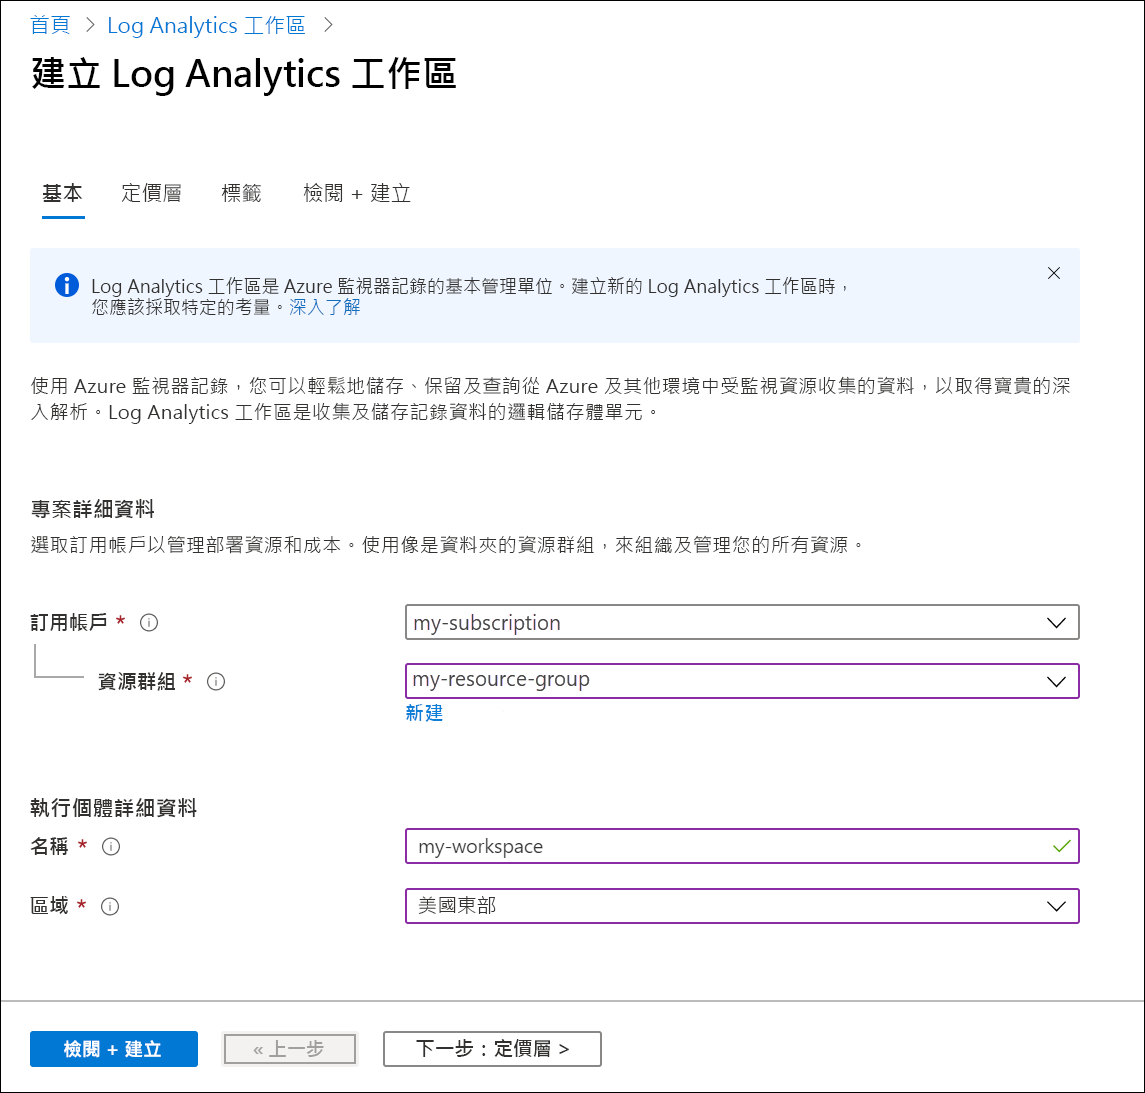 首頁 > Log Analytics 工作區 >
建立 Log Analytics 工作區
基本 定價層 標籤 檢閱 + 建立
Log Analytics 工作區是 Azure 監視器記錄的基本管理單位。建立新的 Log Analytics 工作區時，
您應該採取特定的考量。深入了解
使用 Azure 監視器記錄，您可以輕鬆地儲存、保留及查詢從 Azure 及其他環境中受監視資源收集的資料，以取得寶貴的深
入解析。Log Analytics 工作區是收集及儲存記錄資料的邏輯儲存體單元。
專案詳細資料
選取訂用帳戶以管理部署資源和成本。使用像是資料夾的資源群組，來組織及管理您的所有資源。
訂用帳戶 * my-subscription
資源群組 * my-resource-group
新建
執行個體詳細資料
名稱 * my-workspace
區域 * 美國東部
檢閱 + 建立 « 上一步 下一步：定價層 >